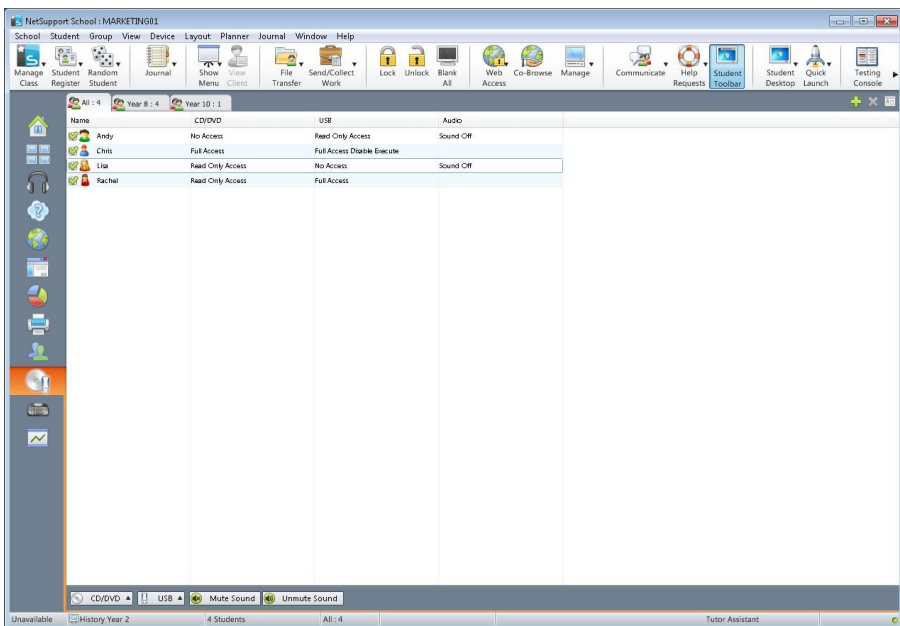 NetSupport School : MARKETING01
School Student Group View Device Layout Planner Journal Window Help
Manage Class
Student Register
Random Student
Journal
Show Menu
View Client
File Transfer
Send/Collect Work
Lock
Unlock
Blank All
Web Access
Co-Browse
Manage
Communicate
Help Requests
Student Toolbar
Student Desktop
Quick Launch
Testing Console
All : 4 Year 8 : 4 Year 10 : 1
Name CD/DVD USB Audio
Andy No Access Read Only Access Sound Off
Chris Full Access Full Access Disable Execute
Lisa Read Only Access No Access Sound Off
Rachel Read Only Access Full Access
CD/DVD USB Mute Sound Unmute Sound
Unavailable History Year 2 4 Students All : 4 Tutor Assistant